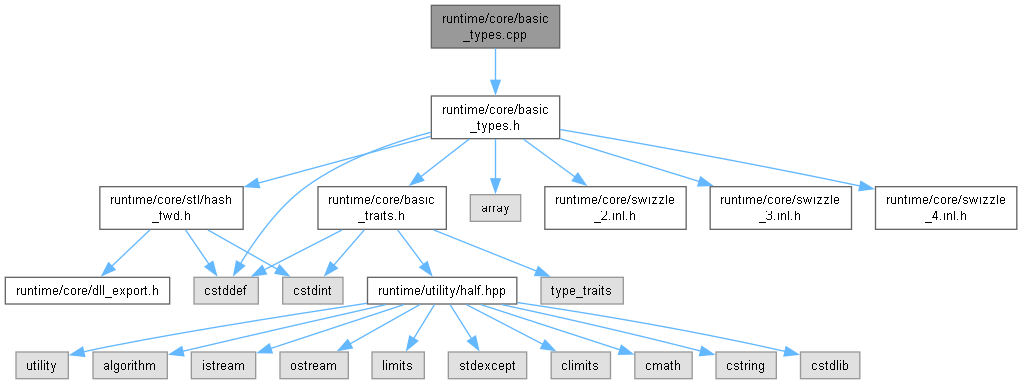 runtime/core/basic
_types.cpp
runtime/core/basic
_types.h
runtime/core/stl/hash
_fwd.h
runtime/core/basic
_traits.h
array
runtime/core/swizzle
_2.inl.h
runtime/core/swizzle
_3.inl.h
runtime/core/swizzle
_4.inl.h
runtime/core/dll_export.h
cstddef
cstdint
runtime/utility/half.hpp
type_traits
utility
algorithm
istream
ostream
limits
stdexcept
climits
cmath
cstring
cstdlib